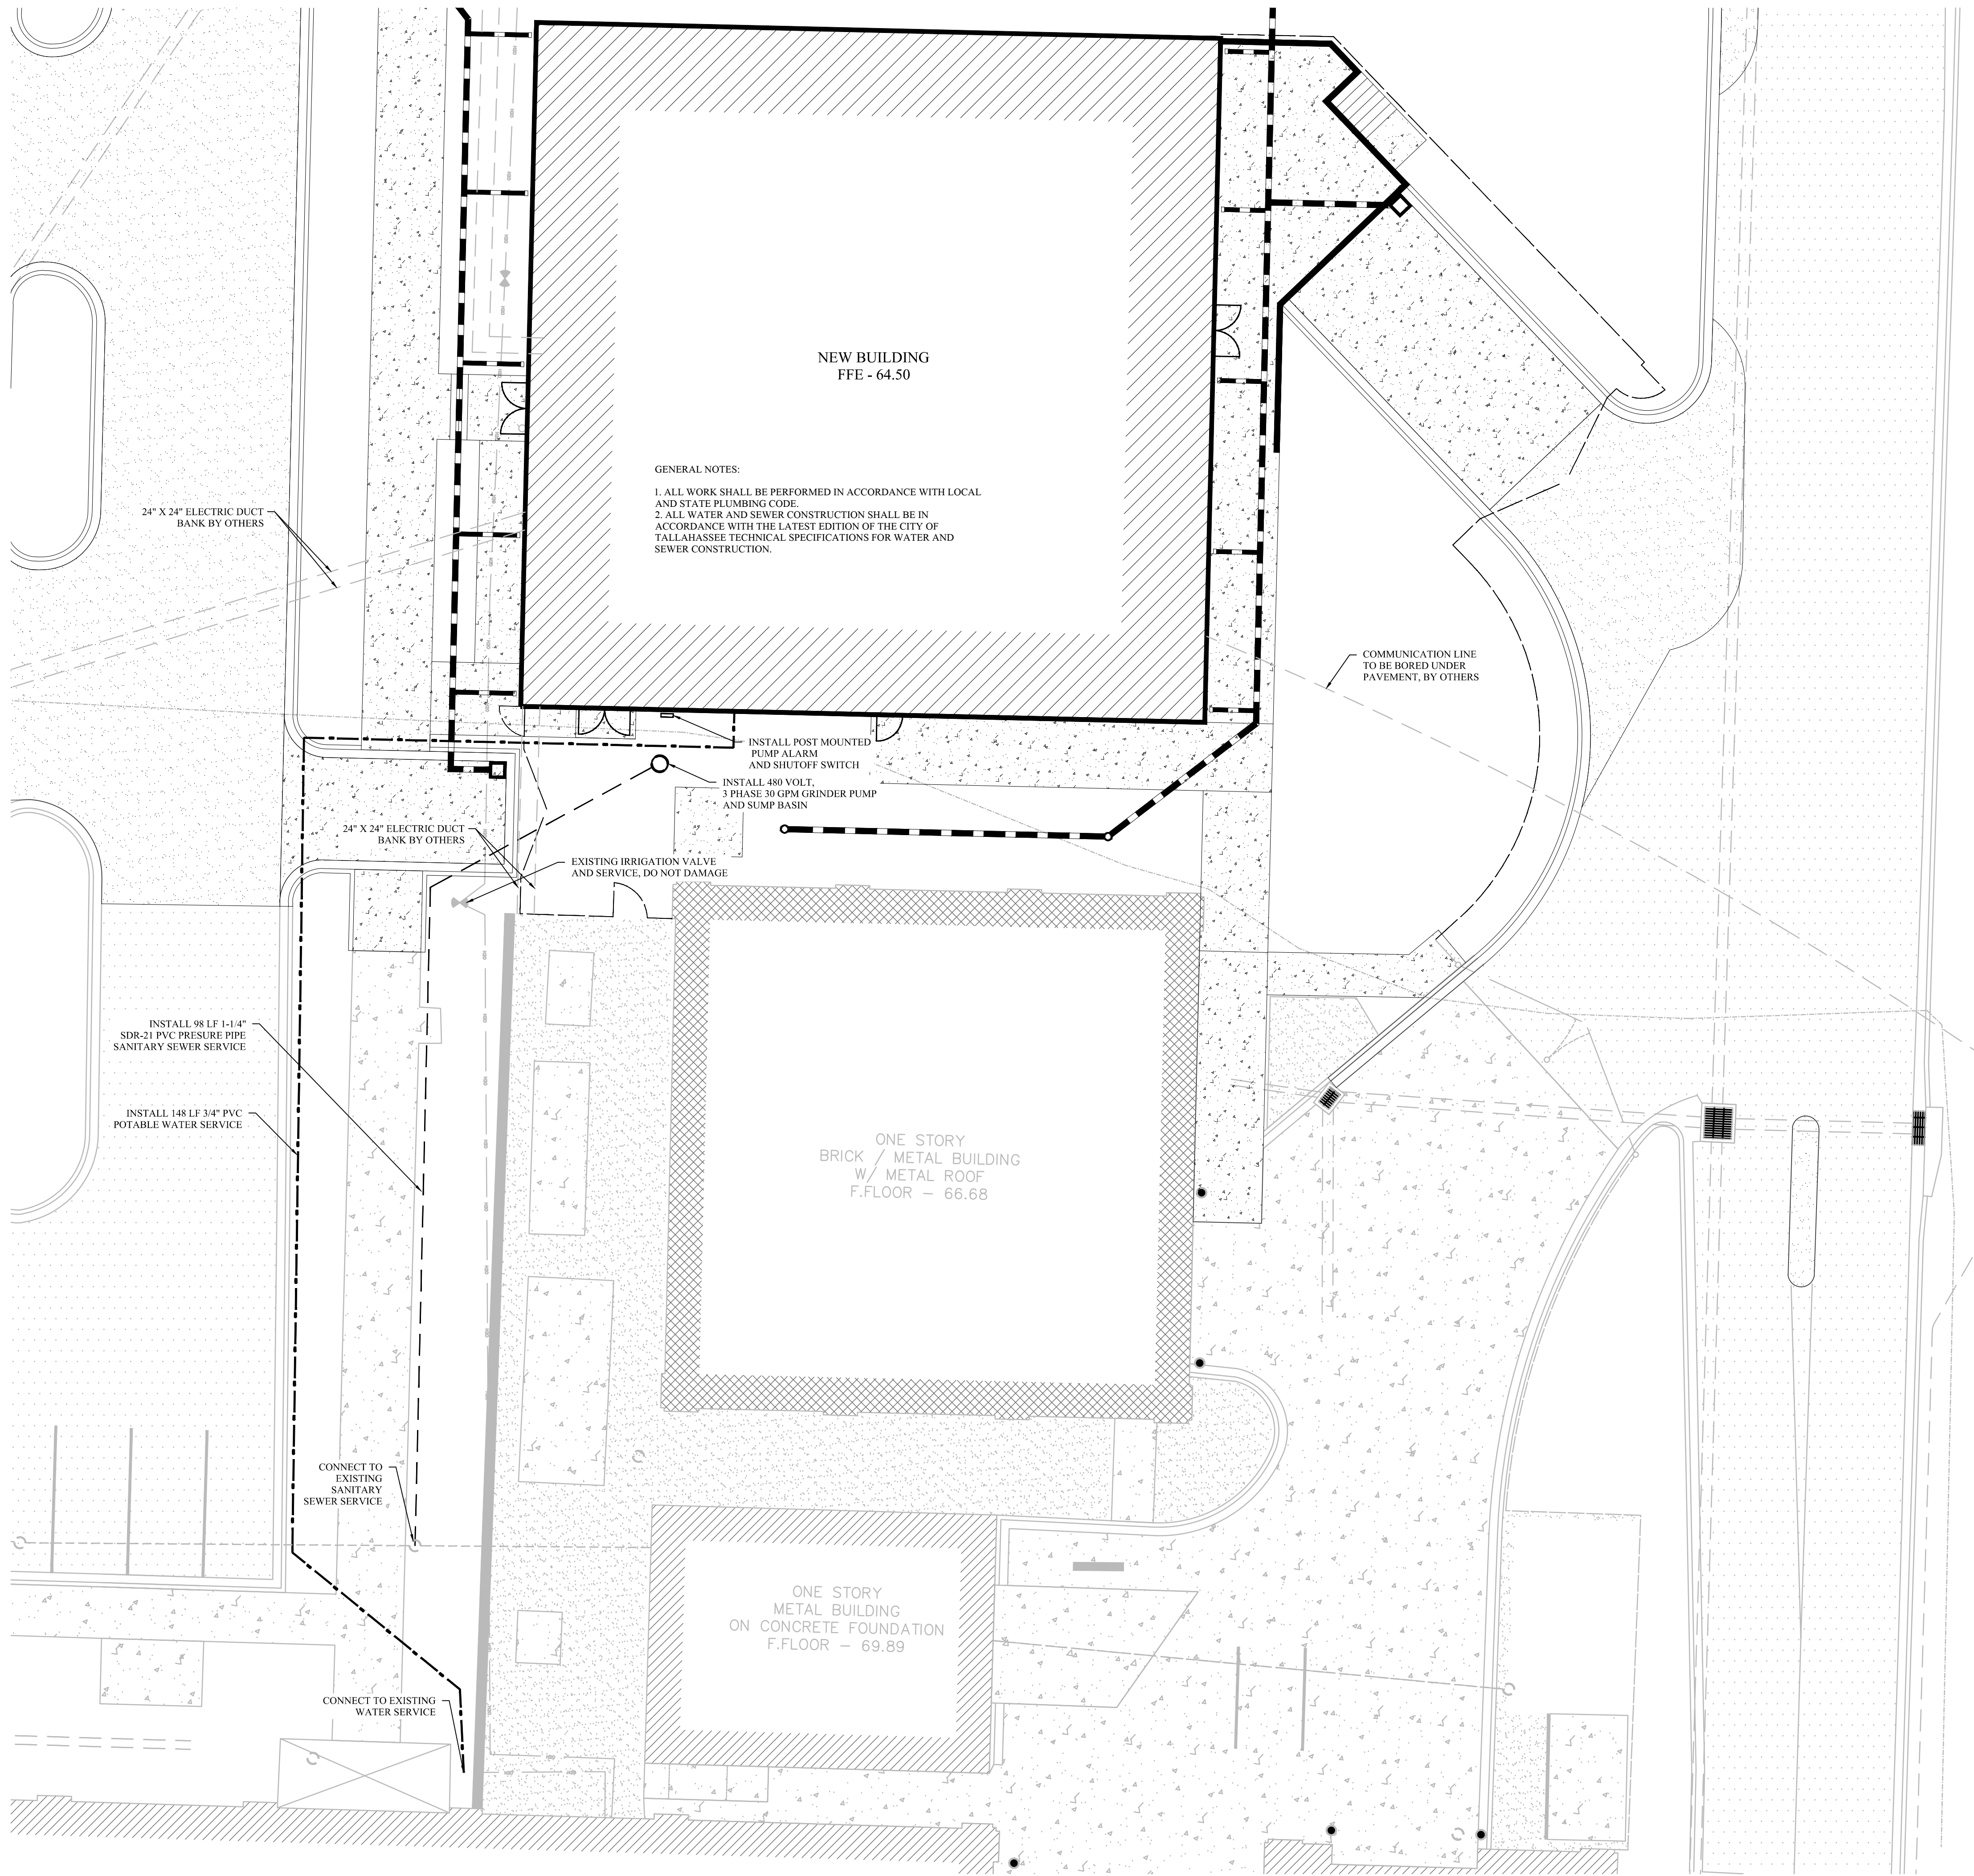 NEW BUILDING
FFE - 64.50
GENERAL NOTES:
1. ALL WORK SHALL BE PERFORMED IN ACCORDANCE WITH LOCAL
AND STATE PLUMBING CODE.
2. ALL WATER AND SEWER CONSTRUCTION SHALL BE IN
ACCORDANCE WITH THE LATEST EDITION OF THE CITY OF
TALLAHASSEE TECHNICAL SPECIFICATIONS FOR WATER AND
SEWER CONSTRUCTION.
24" X 24" ELECTRIC DUCT
BANK BY OTHERS
COMMUNICATION LINE
TO BE BORED UNDER
PAVEMENT, BY OTHERS
INSTALL POST MOUNTED
PUMP ALARM
AND SHUTOFF SWITCH
INSTALL 480 VOLT,
3 PHASE 30 GPM GRINDER PUMP
AND SUMP BASIN
24" X 24" ELECTRIC DUCT
BANK BY OTHERS
EXISTING IRRIGATION VALVE
AND SERVICE, DO NOT DAMAGE
INSTALL 98 LF 1-1/4"
SDR-21 PVC PRESURE PIPE
SANITARY SEWER SERVICE
INSTALL 148 LF 3/4" PVC
POTABLE WATER SERVICE
ONE STORY
BRICK / METAL BUILDING
W/ METAL ROOF
F.FLOOR - 66.68
CONNECT TO
EXISTING
SANITARY
SEWER SERVICE
ONE STORY
METAL BUILDING
ON CONCRETE FOUNDATION
F.FLOOR - 69.89
CONNECT TO EXISTING
WATER SERVICE